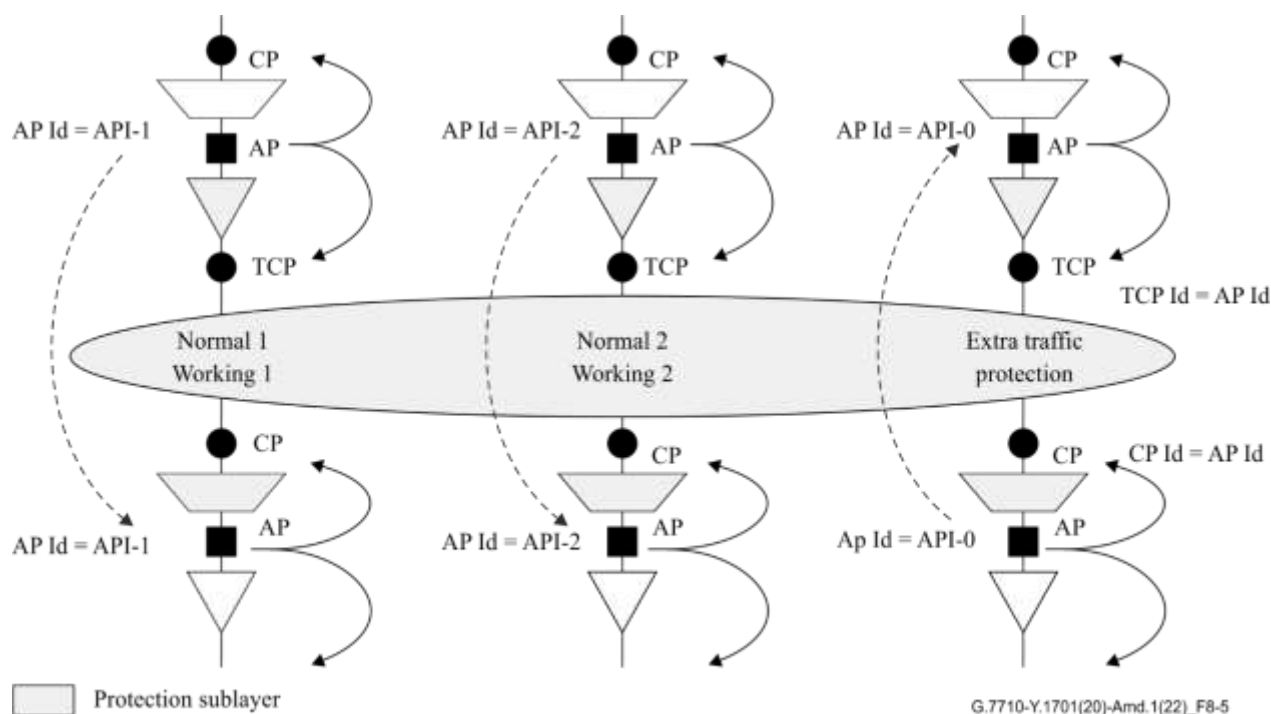 CP
CP
CP
AP Id = API-1
AP
AP Id = API-2
AP
AP Id = API-0
AP
TCP
TCP
TCP
TCP Id = AP Id
Normal 1
Working 1
Normal 2
Working 2
Extra traffic
protection
CP
CP
CP
CP Id = AP Id
AP Id = API-1
AP
AP Id = API-2
AP
Ap Id = API-0
AP
Protection sublayer
G.7710-Y.1701(20)-Amd.1(22)_F8-5